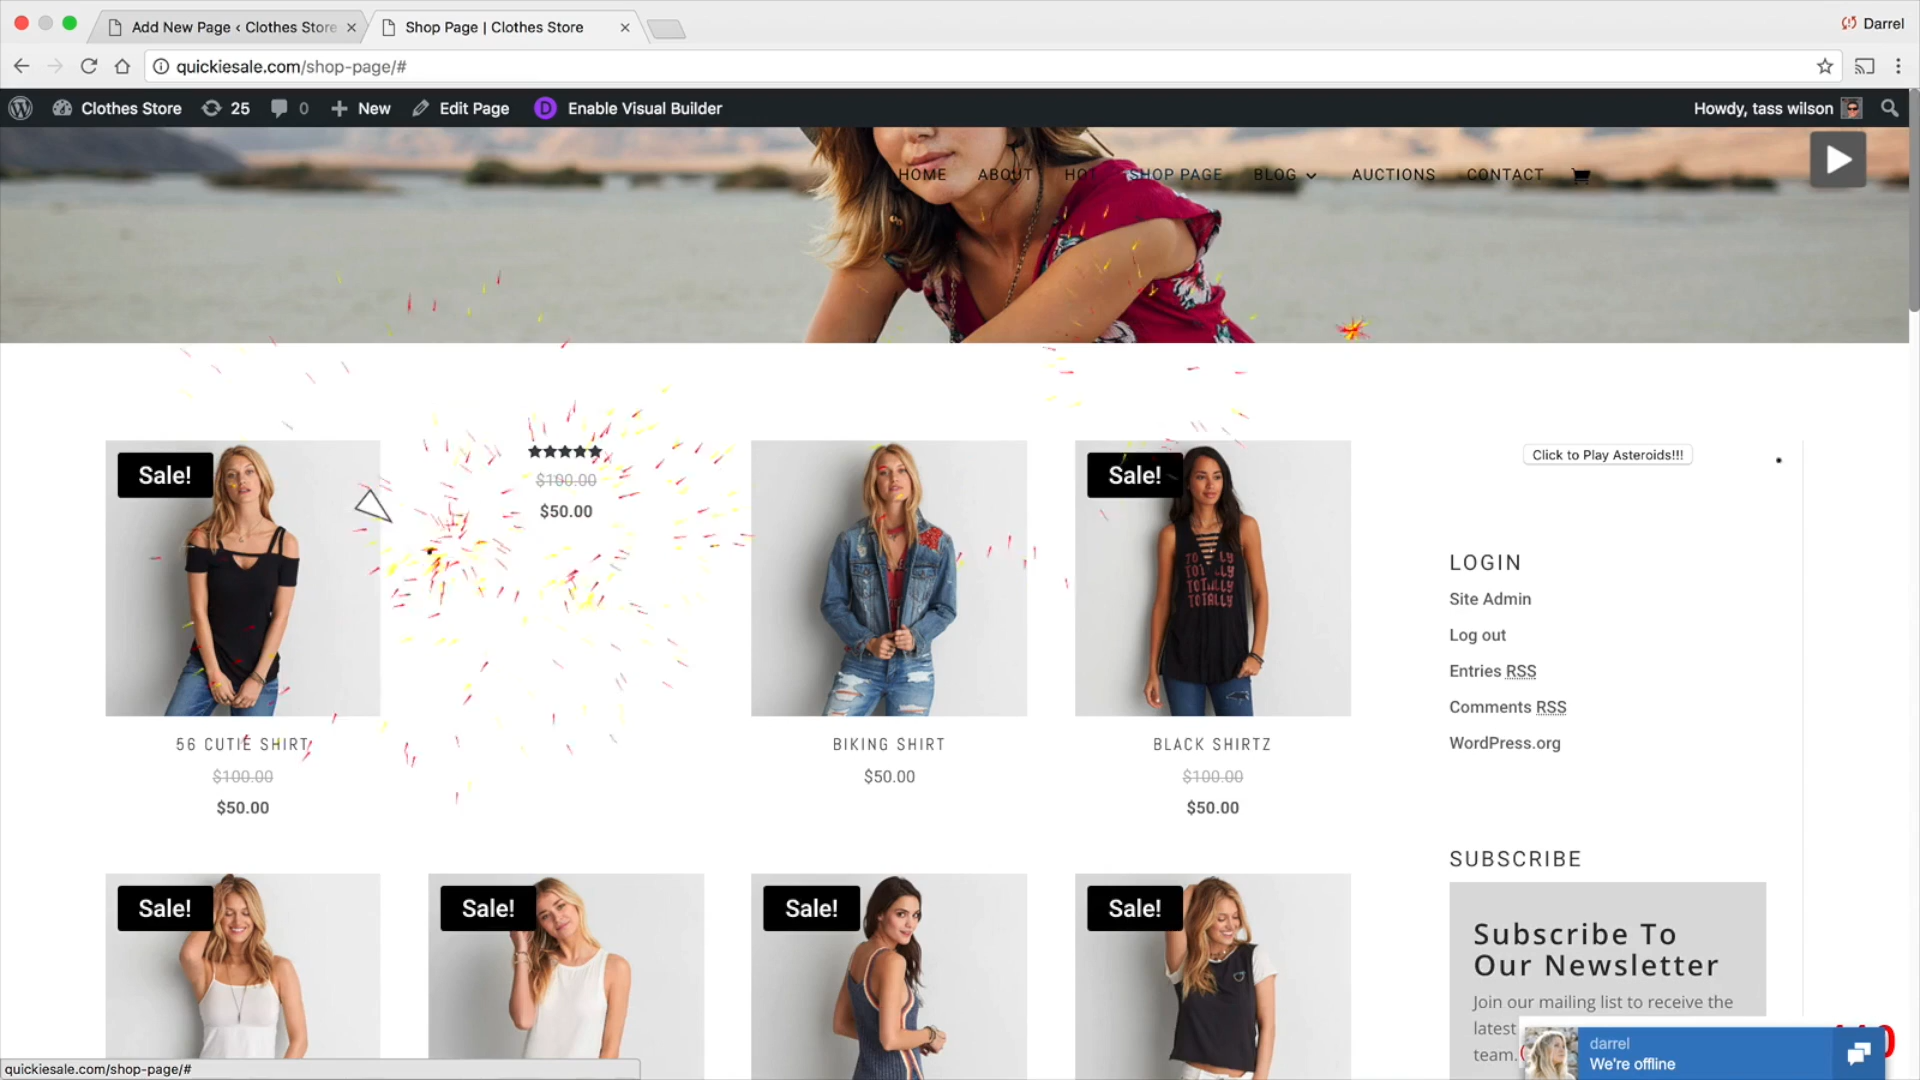 Add New Page ‹ Clothes Store
Shop Page | Clothes Store
Darrel
quickiesale.com/shop-page/#
Clothes Store
25
0
New
Edit Page
D
Enable Visual Builder
Howdy, tass wilson
HOME
ABOUT
SHOP PAGE
BLOG
AUCTIONS
CONTACT
Sale!
$100.00
$50.00
Sale!
TOTALLY
TOTALLY
Click to Play Asteroids!!!
56 CUTIE SHIRT
$100.00
$50.00
BIKING SHIRT
$50.00
BLACK SHIRTZ
$100.00
$50.00
LOGIN
Site Admin
Log out
Entries RSS
Comments RSS
WordPress.org
Sale!
Sale!
Sale!
Sale!
SUBSCRIBE
Subscribe To
Our Newsletter
Join our mailing list to receive the
latest
team.
darrel
We're offline
quickiesale.com/shop-page/#